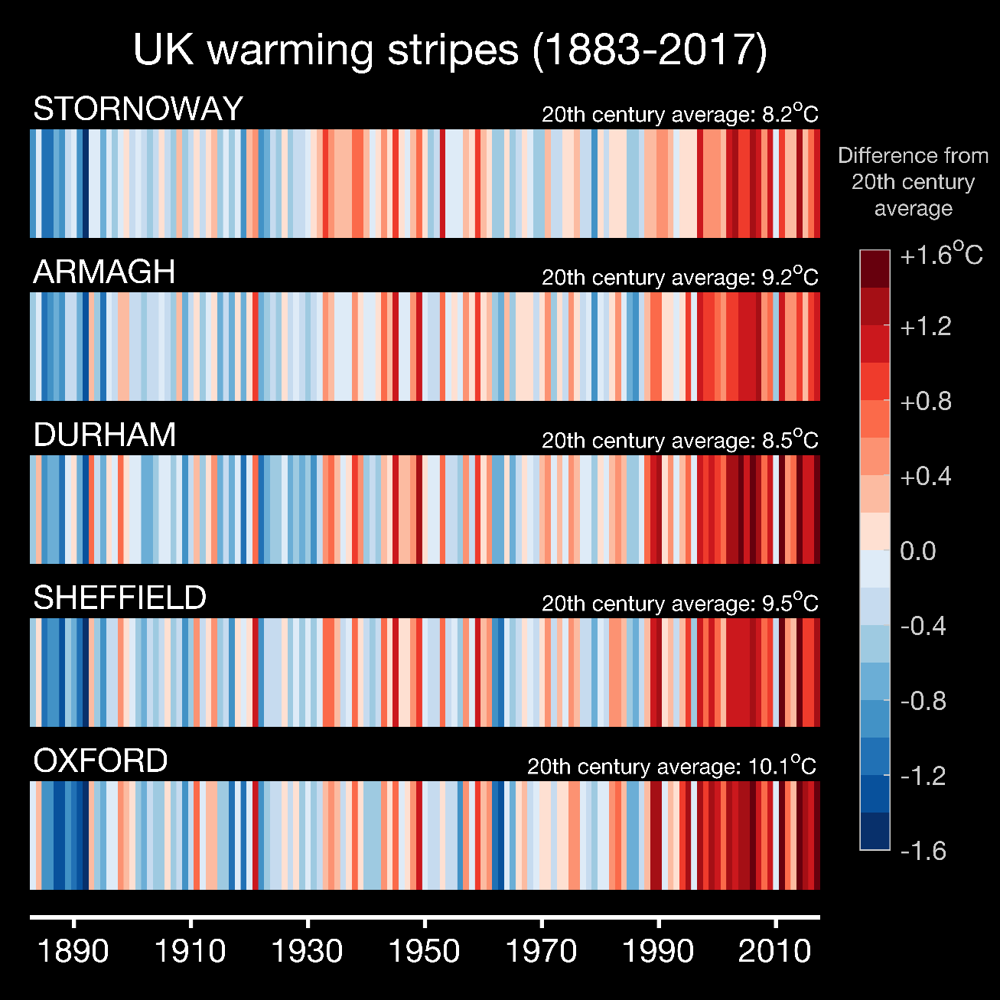 UK warming stripes (1883-2017)
STORNOWAY
20th century average: 8.2°C
Difference from
20th century
average
+1.6°C
+1.2
+0.8
+0.4
0.0
-0.4
-0.8
-1.2
-1.6
ARMAGH
20th century average: 9.2°C
DURHAM
20th century average: 8.5°C
SHEFFIELD
20th century average: 9.5°C
OXFORD
20th century average: 10.1°C
1890 1910 1930 1950 1970 1990 2010